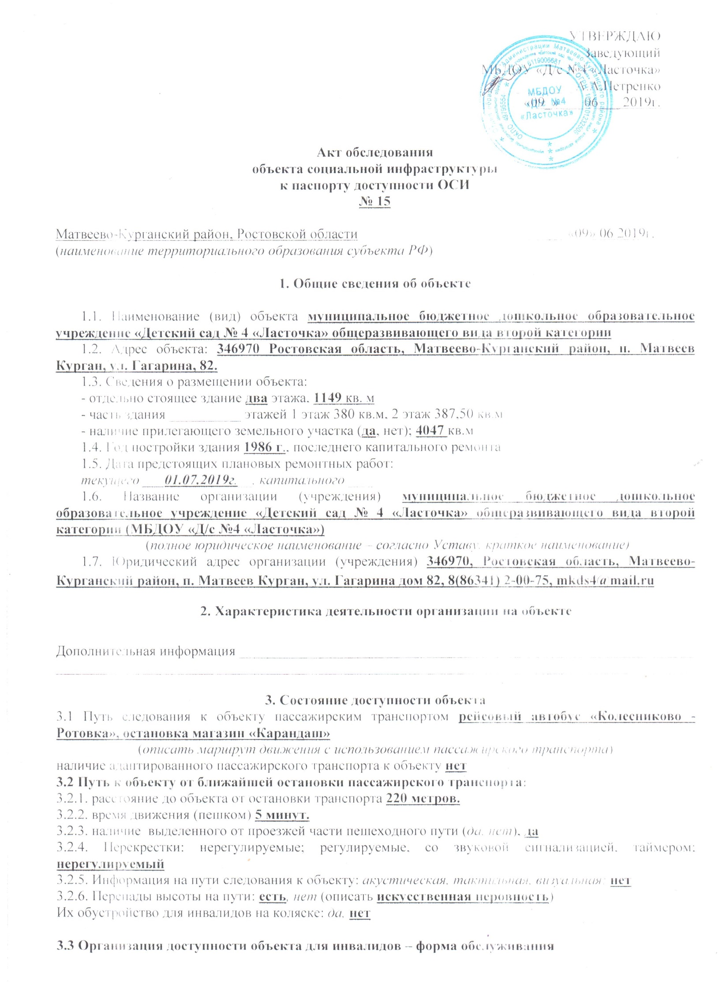 УТВЕРЖДАЮ
Заведующий
МБДОУ «Д/с №4 «Ласточка»
А.А.Петренко
«09_»____06____2019г.
МБДОУ
«Д/с №4
«Ласточка»
Акт обследования
объекта социальной инфраструктуры
к паспорту доступности ОСИ
№ 15
Матвеево-Курганский район, Ростовской области «09» 06 2019г.
(наименование территориального образования субъекта РФ)
1. Общие сведения об объекте
1.1. Наименование (вид) объекта муниципальное бюджетное дошкольное образовательное
учреждение «Детский сад № 4 «Ласточка» общеразвивающего вида второй категории
1.2. Адрес объекта: 346970 Ростовская область, Матвеево-Курганский район, п. Матвеев
Курган, ул. Гагарина, 82.
1.3. Сведения о размещении объекта:
- отдельно стоящее здание два этажа, 1149 кв. м
- часть здания ___________ этажей 1 этаж 380 кв.м, 2 этаж 387,50 кв.м
- наличие прилегающего земельного участка (да, нет); 4047 кв.м
1.4. Год постройки здания 1986 г., последнего капитального ремонта
1.5. Дата предстоящих плановых ремонтных работ:
текущего ___01.07.2019г.__, капитального ____
1.6. Название организации (учреждения) муниципальное бюджетное дошкольное
образовательное учреждение «Детский сад № 4 «Ласточка» общеразвивающего вида второй
категории (МБДОУ «Д/с №4 «Ласточка»)
(полное юридическое наименование – согласно Уставу, краткое наименование)
1.7. Юридический адрес организации (учреждения) 346970, Ростовская область, Матвеево-
Курганский район, п. Матвеев Курган, ул. Гагарина дом 82, 8(86341) 2-00-75, mkds4@mail.ru
2. Характеристика деятельности организации на объекте
Дополнительная информация ____
3. Состояние доступности объекта
3.1 Путь следования к объекту пассажирским транспортом рейсовый автобус «Колесниково -
Ротовка», остановка магазин «Карандаш»
(описать маршрут движения с использованием пассажирского транспорта)
наличие адаптированного пассажирского транспорта к объекту нет
3.2 Путь к объекту от ближайшей остановки пассажирского транспорта:
3.2.1. расстояние до объекта от остановки транспорта 220 метров.
3.2.2. время движения (пешком) 5 минут.
3.2.3. наличие выделенного от проезжей части пешеходного пути (да, нет), да
3.2.4. Перекрестки: нерегулируемые; регулируемые, со звуковой сигнализацией, таймером;
нерегулируемый
3.2.5. Информация на пути следования к объекту: акустическая, тактильная, визуальная; нет
3.2.6. Перепады высоты на пути: есть, нет (описать искусственная неровность)
Их обустройство для инвалидов на коляске: да, нет
3.3 Организация доступности объекта для инвалидов – форма обслуживания